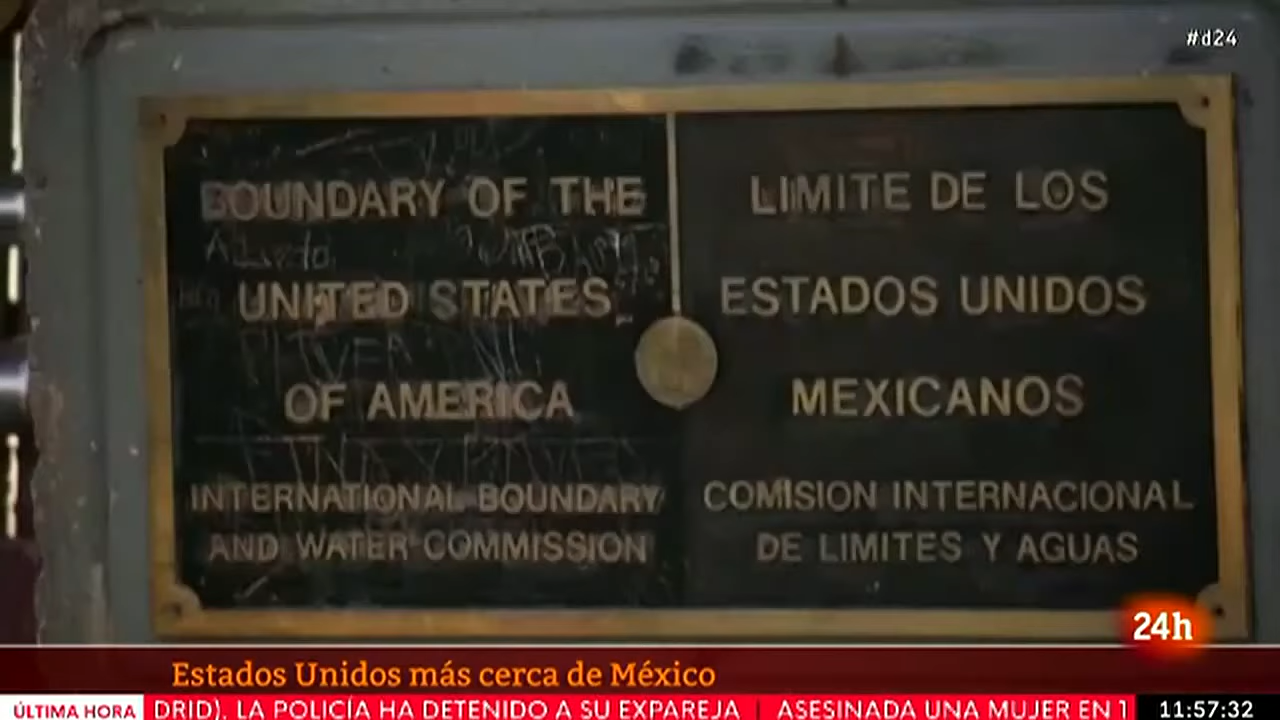 #d24
BOUNDARY OF THE
UNITED STATES
OF AMERICA
INTERNATIONAL BOUNDARY
AND WATER COMMISSION
LIMITE DE LOS
ESTADOS UNIDOS
MEXICANOS
COMISION INTERNACIONAL
DE LIMITES Y AGUAS
24h
Estados Unidos más cerca de México
ÚLTIMA HORA DRID). LA POLICÍA HA DETENIDO A SU EXPAREJA | ASESINADA UNA MUJER EN 1 11:57:32